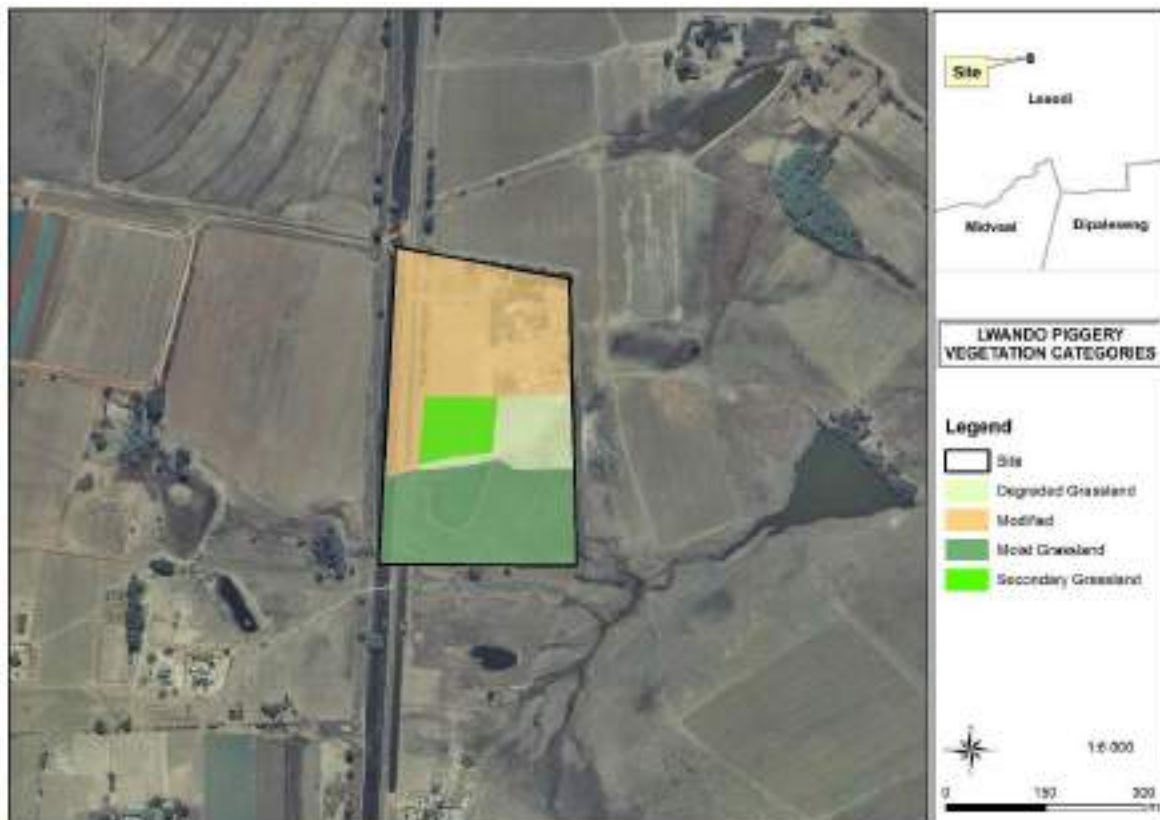 Site
Lesedi
Midvaal
Dipaleseng
LWANDO PIGGERY
VEGETATION CATEGORIES
Legend
Site
Degraded Grassland
Modified
Moist Grassland
Secondary Grassland
1:6 000
0 150 300